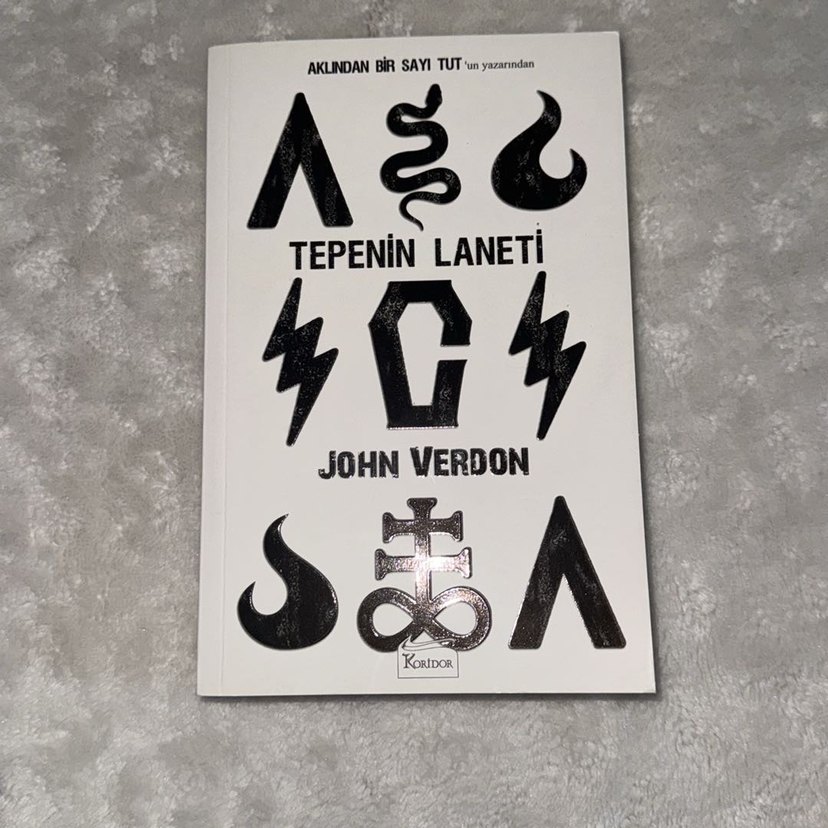 AKLINDAN BİR SAYI TUT'un yazarından
TEPENİN LANETİ
JOHN VERDON
KORİDOR